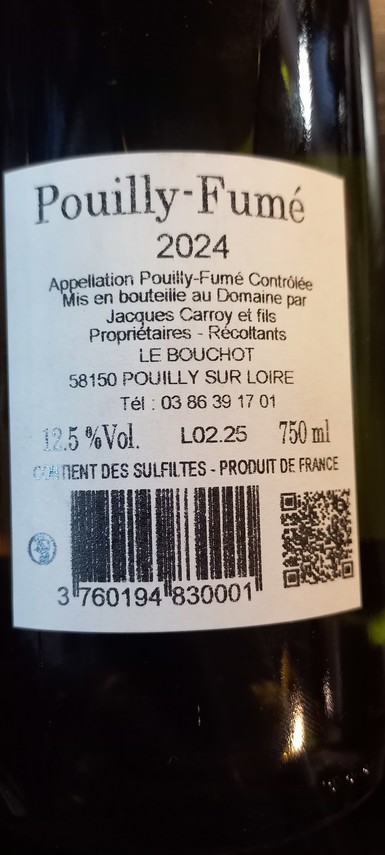 Pouilly-Fumé
2024
Appellation Pouilly-Fumé Contrôlée
Mis en bouteille au Domaine par
Jacques Carroy et fils
Propriétaires - Récoltants
LE BOUCHOT
58150 POUILLY SUR LOIRE
Tél : 03 86 39 17 01
12.5 %Vol. L02.25 750 ml
CONTIENT DES SULFILTES - PRODUIT DE FRANCE
3 760194 830001